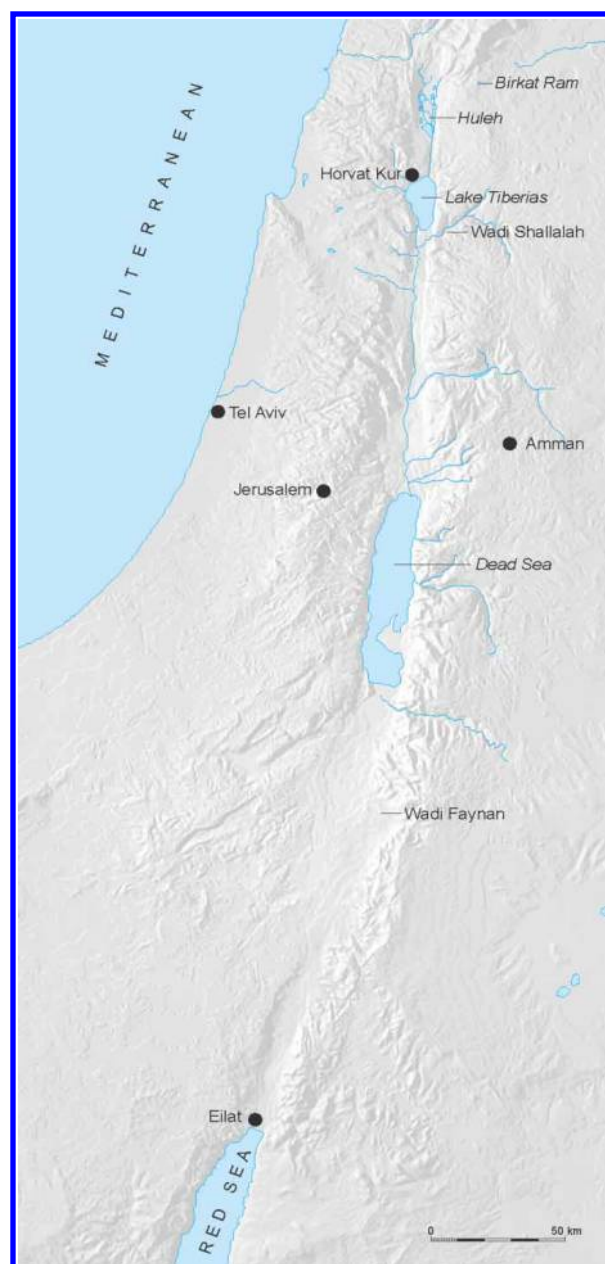 Birkat Ram
Huleh
Horvat Kur
Lake Tiberias
Wadi Shallalah
MEDITERRANEAN
Tel Aviv
Amman
Jerusalem
Dead Sea
Wadi Faynan
Eilat
RED SEA
0 50 km